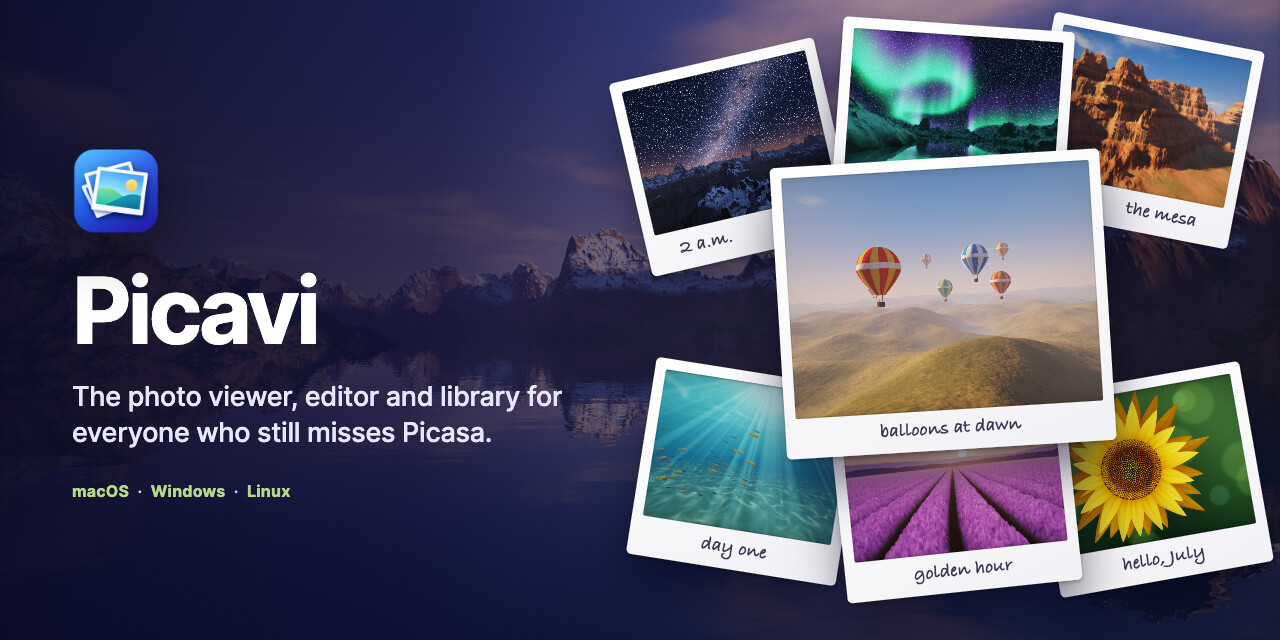 Picavi
The photo viewer, editor and library for
everyone who still misses Picasa.
macOS · Windows · Linux
2 a.m.
the mesa
balloons at dawn
day one
golden hour
hello, July